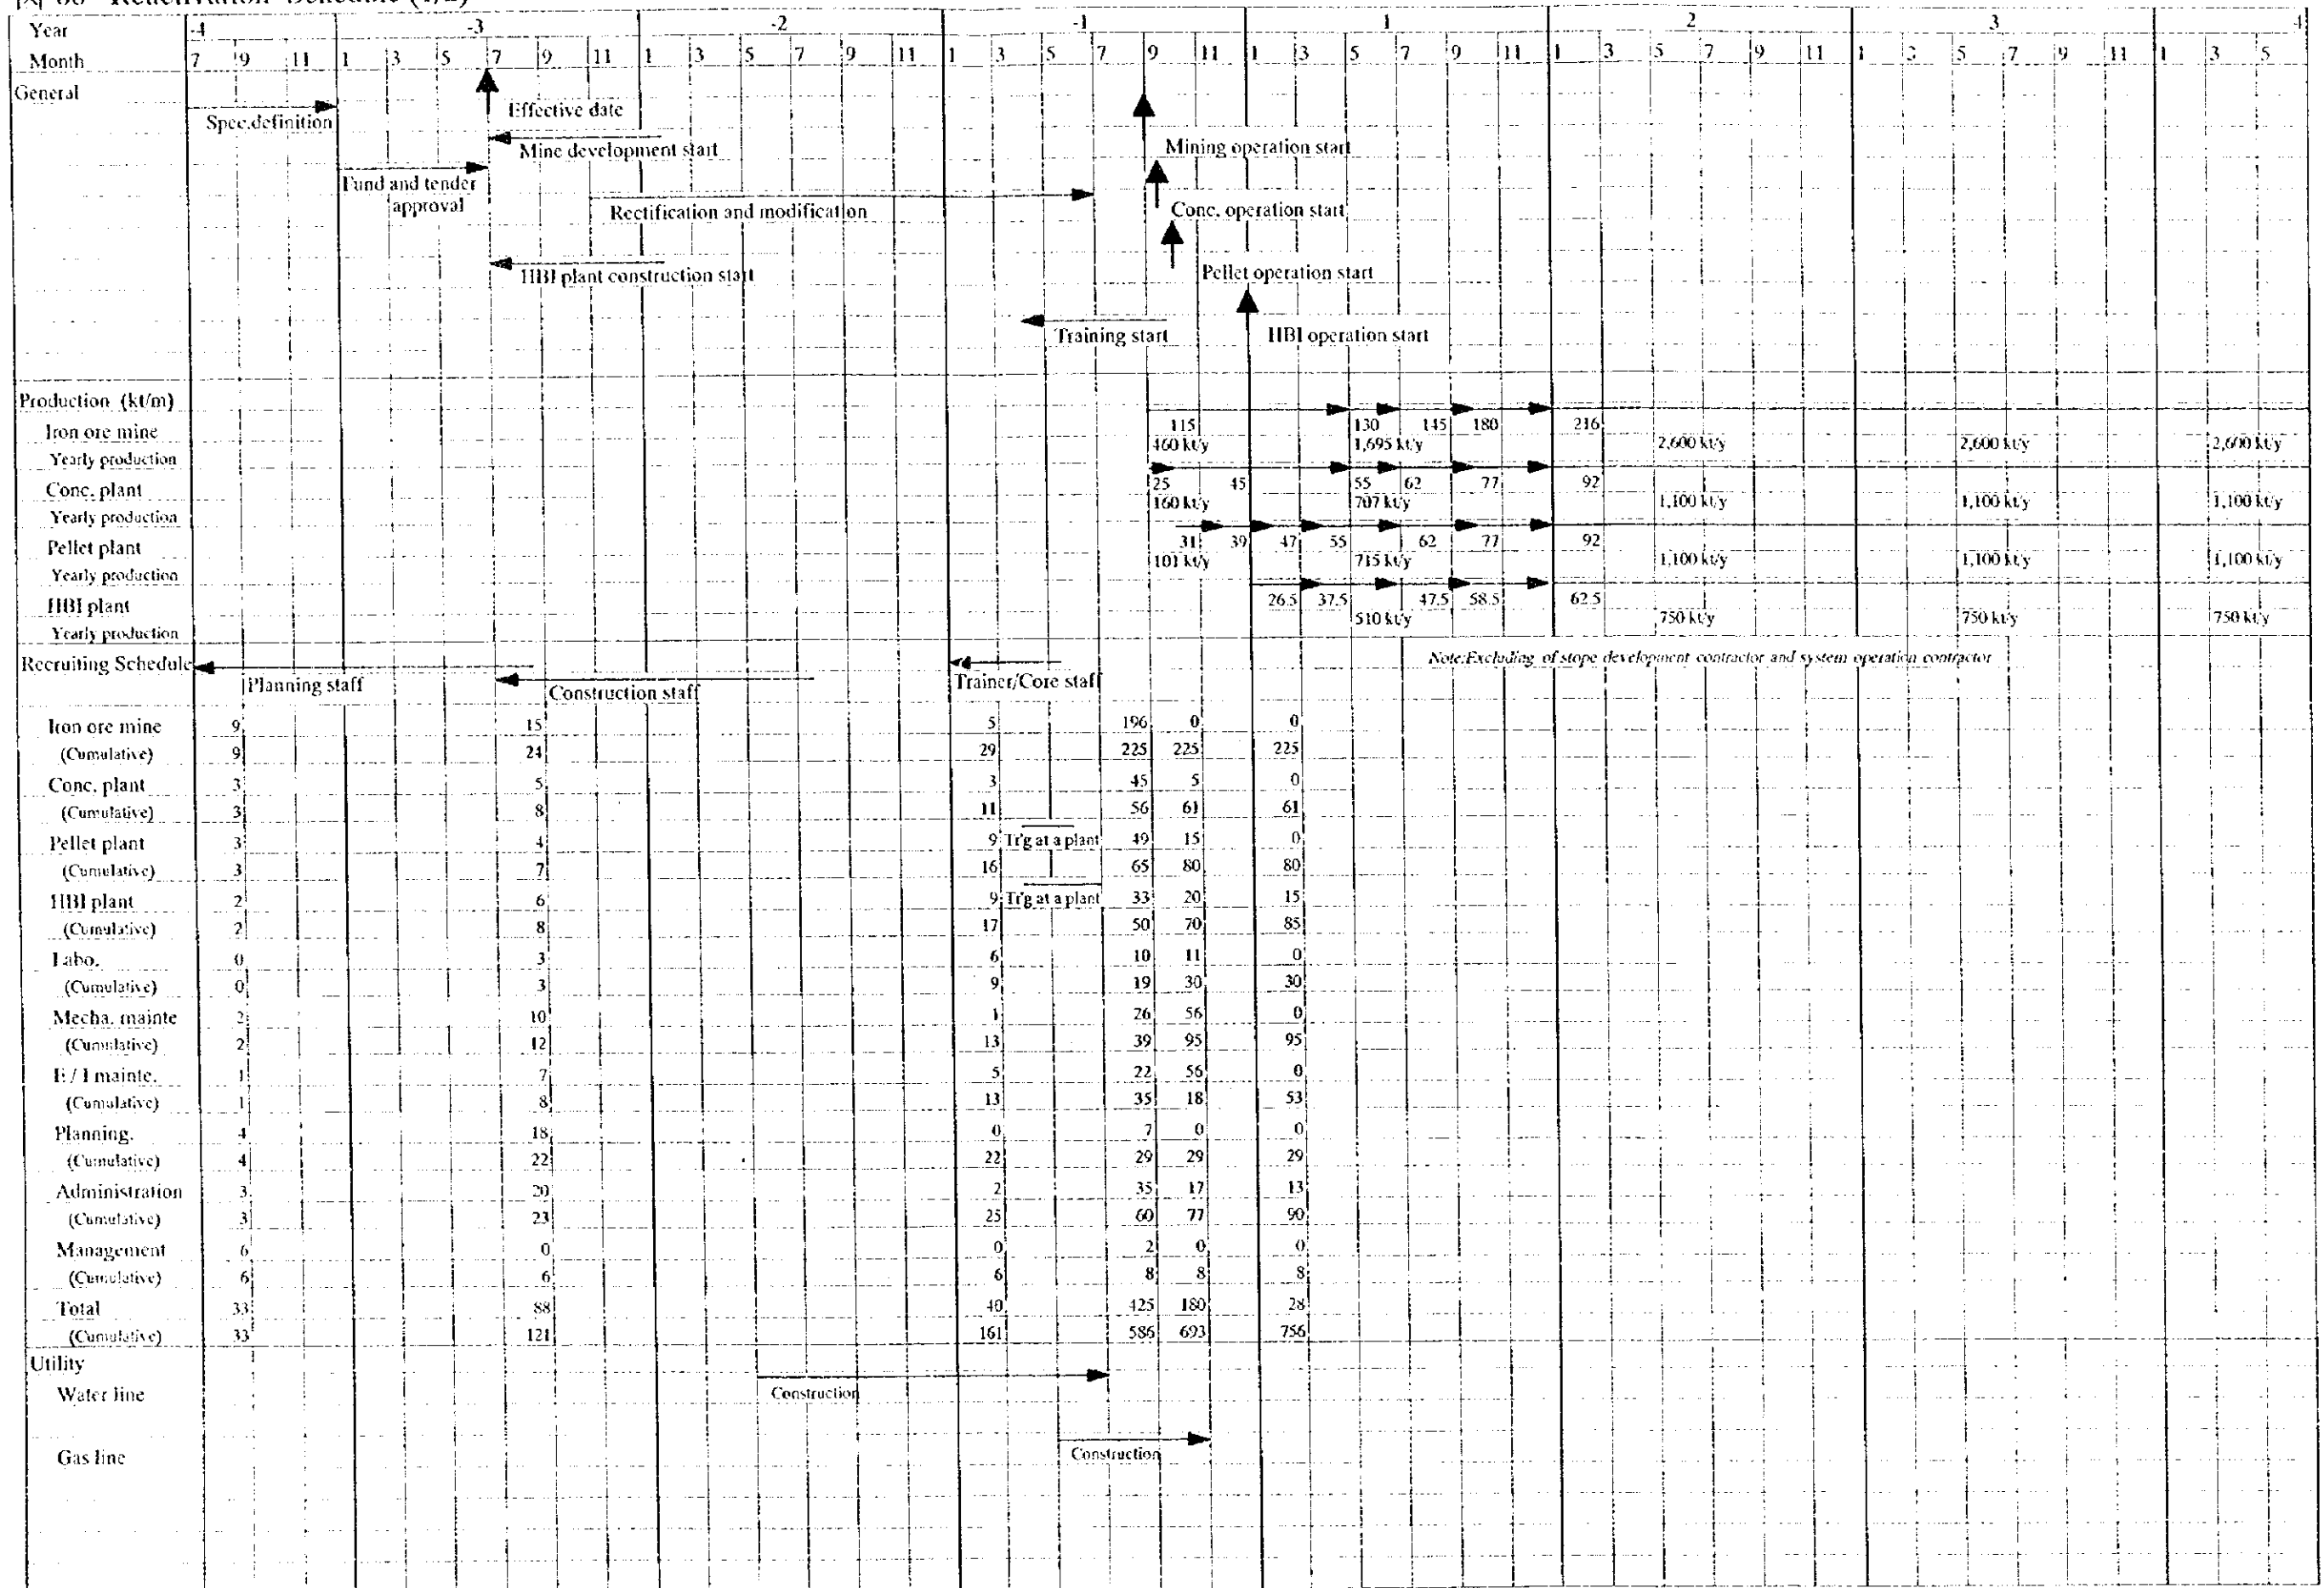 Reactivation Schedule (1/2)
Year -4 -3 -2 -1 1 2 3 4
Month 7 9 11 1 3 5 7 9 11 1 3 5 7 9 11 1 3 5 7 9 11 1 3 5 7 9 11 1 3 5 7 9 11 1 3 5 7 9 11 1 3 5
General
Spec.definition
Effective date
Mine development start
Mining operation start
Fund and tender
approval
Rectification and modification
Conc. operation start
HBI plant construction start
Pellet operation start
Training start
HBI operation start
Production (kt/m)
Iron ore mine 115 130 145 180 216
Yearly production 460 kt/y 1,695 kt/y 2,600 kt/y 2,600 kt/y 2,600 kt/y
Conc. plant 25 45 55 62 77 92
Yearly production 160 kt/y 707 kt/y 1,100 kt/y 1,100 kt/y 1,100 kt/y
Pellet plant 31 39 47 55 62 77 92
Yearly production 101 kt/y 715 kt/y 1,100 kt/y 1,100 kt/y 1,100 kt/y
HBI plant 26.5 37.5 47.5 58.5 62.5
Yearly production 510 kt/y 750 kt/y 750 kt/y 750 kt/y
Recruiting Schedule
Note:Excluding of stope development contractor and system operation contractor
Planning staff
Construction staff
Trainer/Core staff
Iron ore mine 9 15 5 196 0 0
(Cumulative) 9 24 29 225 225 225
Conc. plant 3 5 3 45 5 0
(Cumulative) 3 8 11 56 61 61
Pellet plant 3 4 9 Tr'g at a plant 49 15 0
(Cumulative) 3 7 16 65 80 80
HBI plant 2 6 9 Tr'g at a plant 33 20 15
(Cumulative) 2 8 17 50 70 85
Labo. 0 3 6 10 11 0
(Cumulative) 0 3 9 19 30 30
Mecha. mainte 2 10 1 26 56 0
(Cumulative) 2 12 13 39 95 95
E / I mainte. 1 7 5 22 56 0
(Cumulative) 1 8 13 35 18 53
Planning. 4 18 0 7 0 0
(Cumulative) 4 22 22 29 29 29
Administration 3 20 2 35 17 13
(Cumulative) 3 23 25 60 77 90
Management 6 0 0 2 0 0
(Cumulative) 6 6 6 8 8 8
Total 33 88 40 425 180 28
(Cumulative) 33 121 161 586 693 756
Utility
Water line
Construction
Gas line
Construction